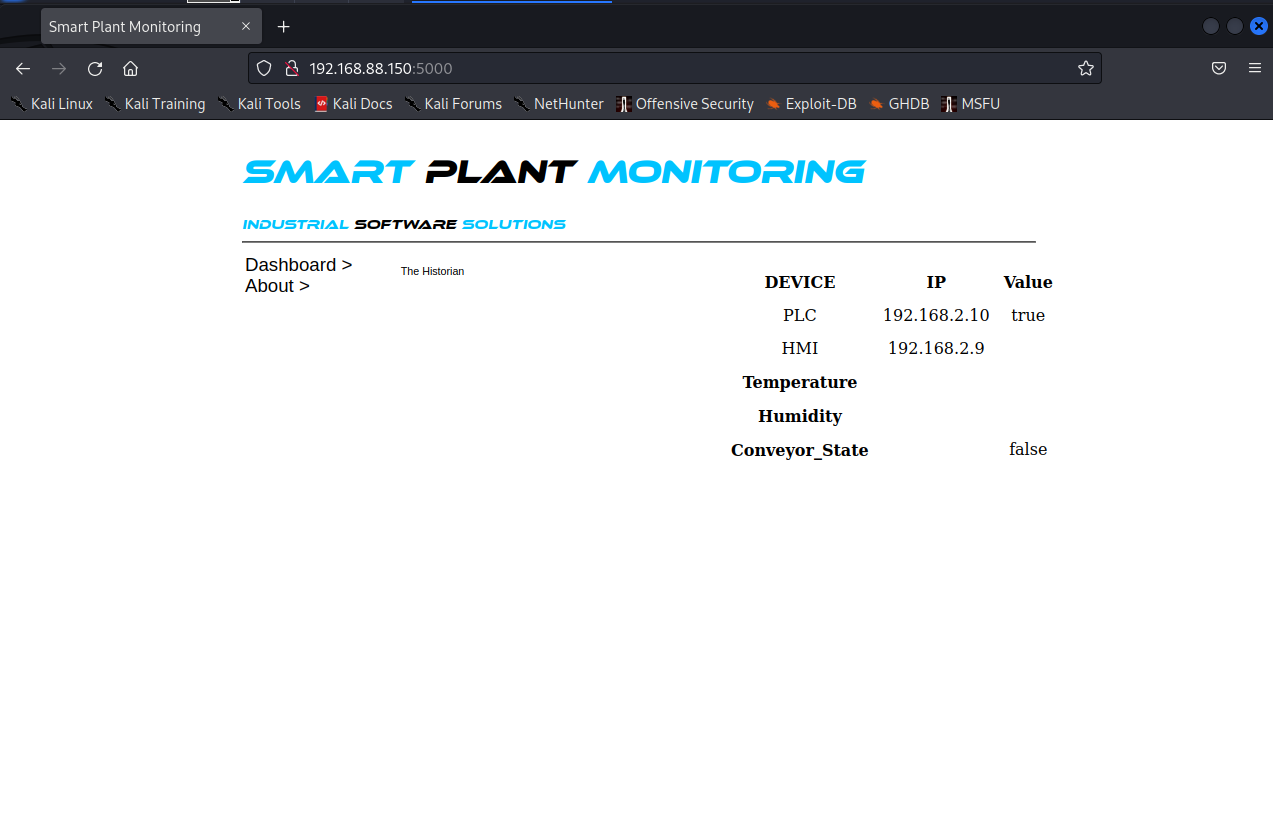 Smart Plant Monitoring
192.168.88.150:5000
Kali Linux Kali Training Kali Tools Kali Docs Kali Forums NetHunter Offensive Security Exploit-DB GHDB MSFU
SMART PLANT MONITORING
INDUSTRIAL SOFTWARE SOLUTIONS
Dashboard >
About >
The Historian
DEVICE IP Value
PLC 192.168.2.10 true
HMI 192.168.2.9
Temperature
Humidity
Conveyor_State false